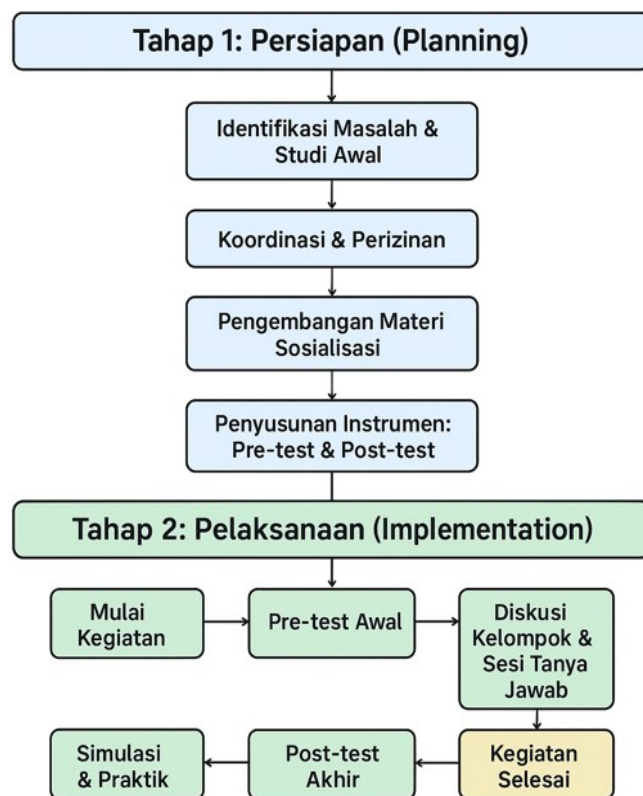 Tahap 1: Persiapan (Planning)
Identifikasi Masalah &
Studi Awal
Koordinasi & Perizinan
Pengembangan Materi
Sosialisasi
Penyusunan Instrumen:
Pre-test & Post-test
Tahap 2: Pelaksanaan (Implementation)
Mulai
Kegiatan
Pre-test Awal
Diskusi
Kelompok &
Sesi Tanya
Jawab
Simulasi
& Praktik
Post-test
Akhir
Kegiatan
Selesai